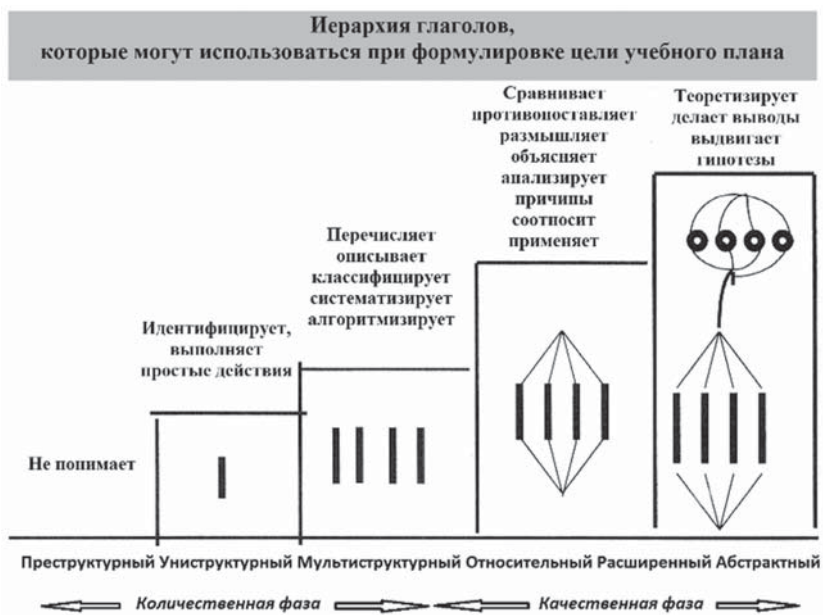 Иерархия глаголов,
которые могут использоваться при формулировке цели учебного плана
Сравнивает
противопоставляет
размышляет
объясняет
анализирует
причины
соотносит
применяет
Теоретизирует
делает выводы
выдвигает
гипотезы
Перечисляет
описывает
классифицирует
систематизирует
алгоритмизирует
Идентифицирует,
выполняет
простые действия
Не понимает
Преструктурный Униструктурный Мультиструктурный Относительный Расширенный Абстрактный
Количественная фаза
Качественная фаза